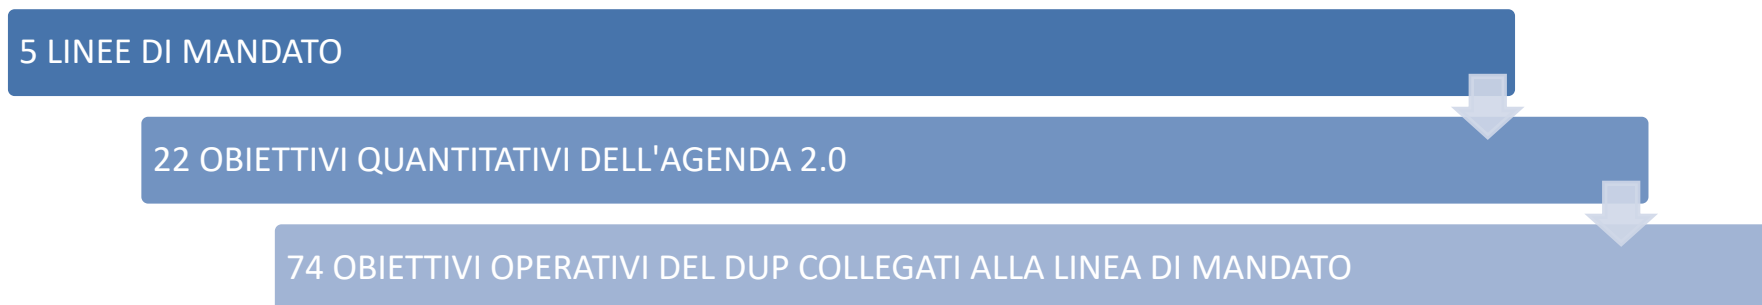 5 LINEE DI MANDATO
22 OBIETTIVI QUANTITATIVI DELL'AGENDA 2.0
74 OBIETTIVI OPERATIVI DEL DUP COLLEGATI ALLA LINEA DI MANDATO